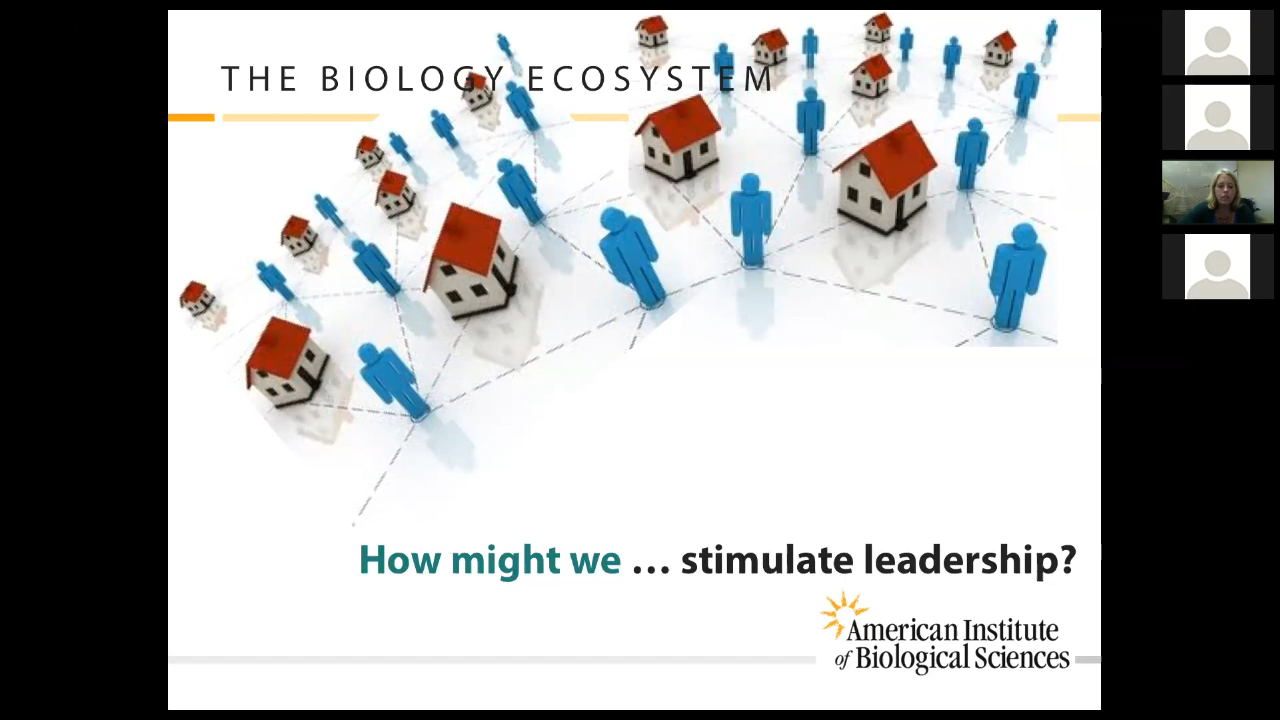 THE BIOLOGY ECOSYSTEM
How might we ... stimulate leadership?
American Institute
of Biological Sciences